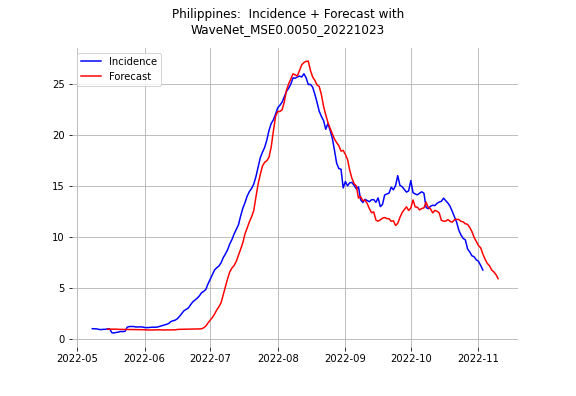 Philippines:  Incidence + Forecast with
WaveNet_MSE0.0050_20221023
Incidence
Forecast
25
20
15
10
5
0
2022-05 2022-06 2022-07 2022-08 2022-09 2022-10 2022-11